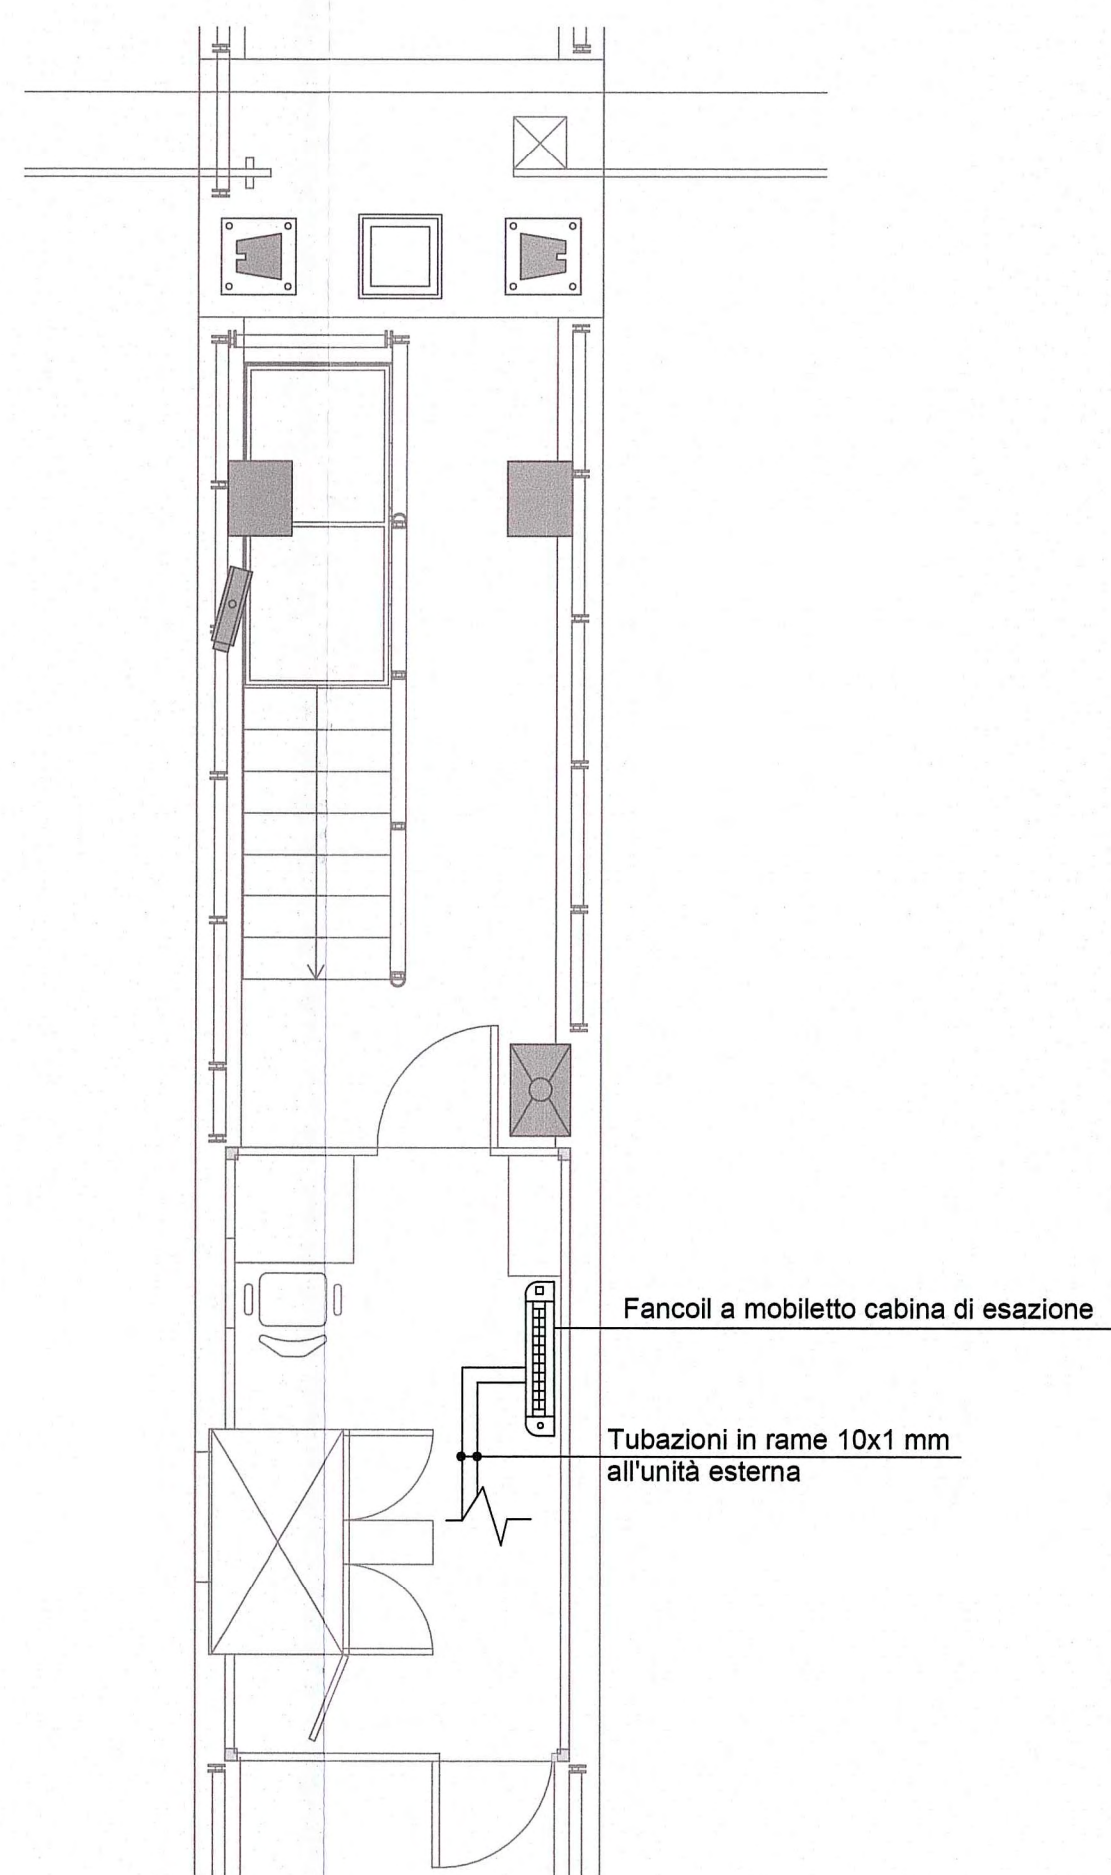 Fancoil a mobiletto cabina di esazione
Tubazioni in rame 10x1 mm
all'unità esterna